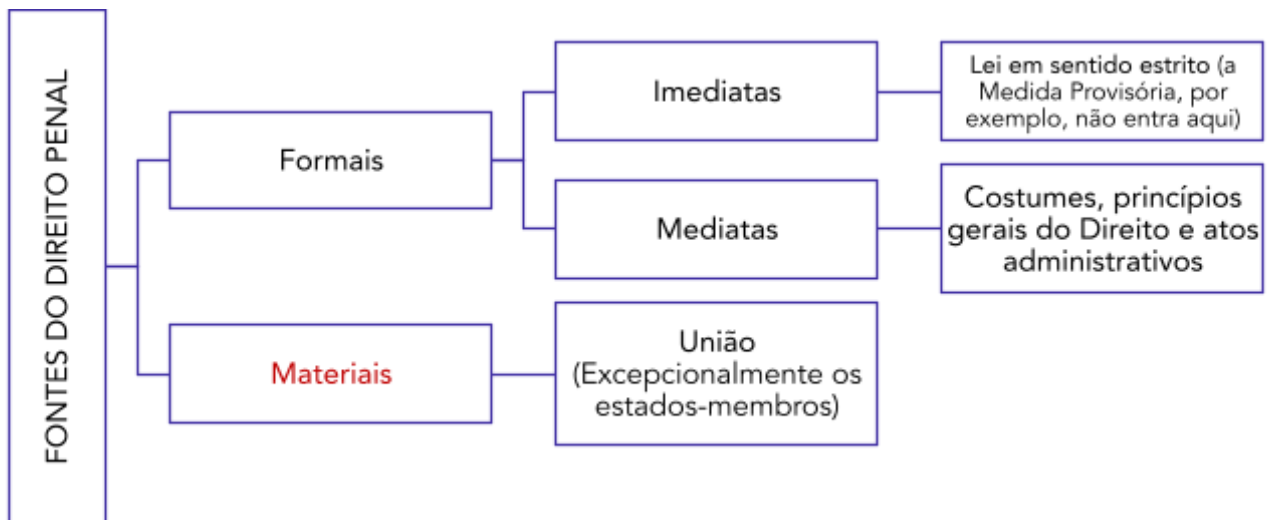 FONTES DO DIREITO PENAL
Formais
Imediatas
Lei em sentido estrito (a
Medida Provisória, por
exemplo, não entra aqui)
Mediatas
Costumes, princípios
gerais do Direito e atos
administrativos
Materiais
União
(Excepcionalmente os
estados-membros)